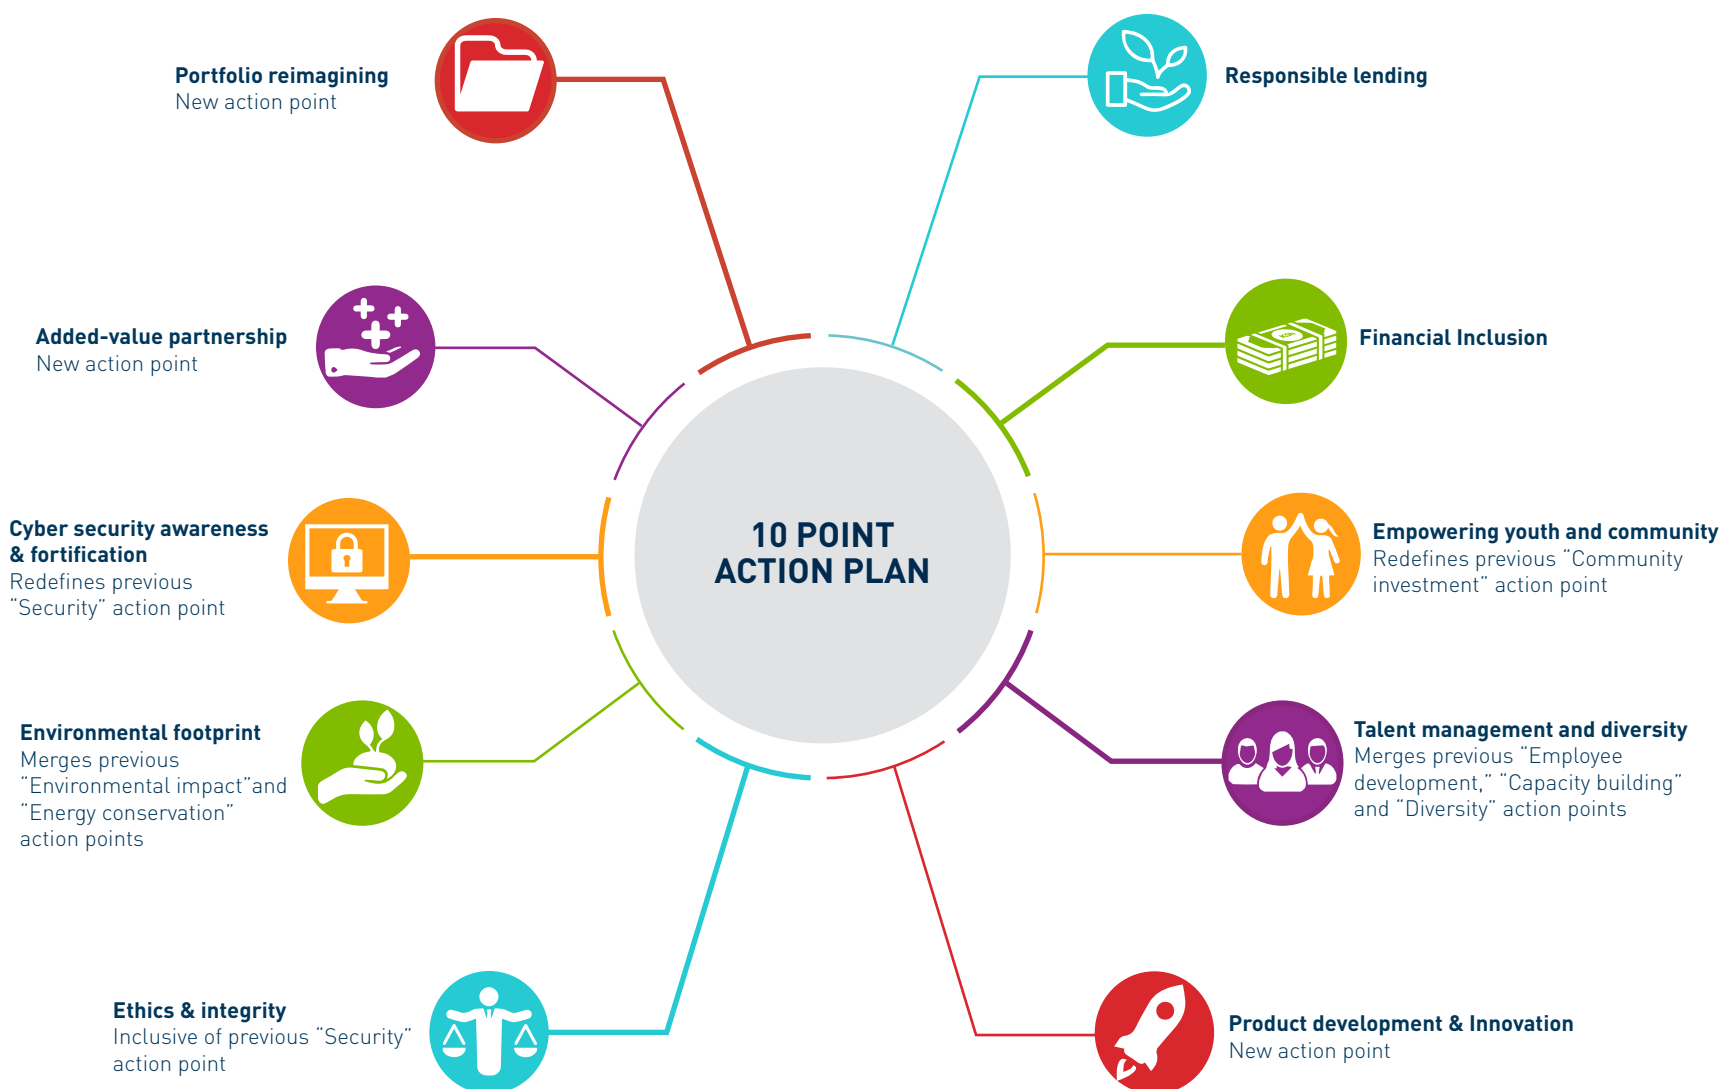 Portfolio reimagining
New action point
Responsible lending
Added-value partnership
New action point
Financial Inclusion
Cyber security awareness
& fortification
Redefines previous
“Security” action point
10 POINT
ACTION PLAN
Empowering youth and community
Redefines previous “Community
investment” action point
Environmental footprint
Merges previous
“Environmental impact”and
“Energy conservation”
action points
Talent management and diversity
Merges previous “Employee
development,” “Capacity building”
and “Diversity” action points
Ethics & integrity
Inclusive of previous “Security”
action point
Product development & Innovation
New action point